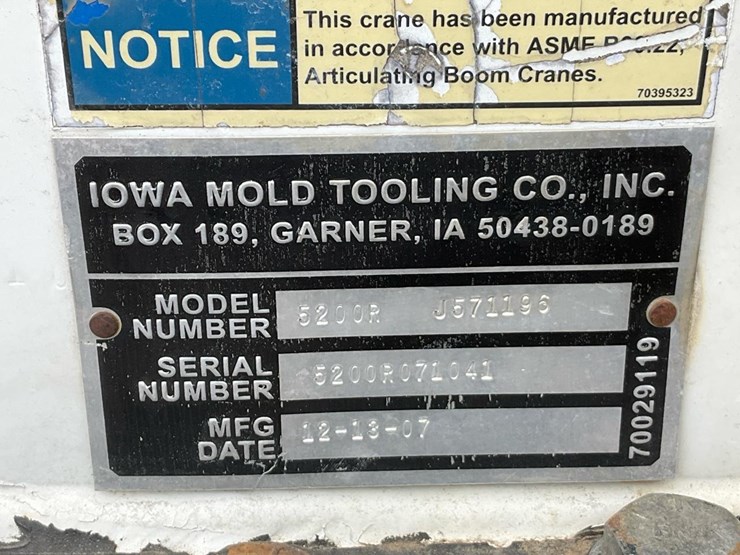 NOTICE
This crane has been manufactured
in accordance with ASME B30.22,
Articulating Boom Cranes.
70395323
IOWA MOLD TOOLING CO., INC.
BOX 189, GARNER, IA 50438-0189
MODEL NUMBER 5200R J571196
SERIAL NUMBER 5200R071041
MFG DATE 12-13-07
70029119